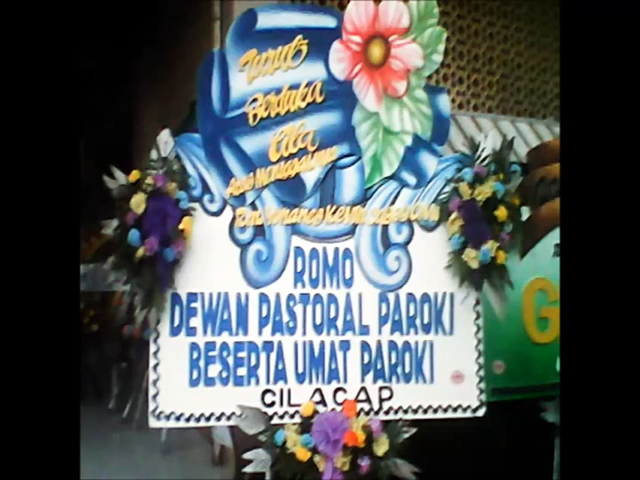 Turut
Berduka
Cita
Atas Meninggalnya
ROMO
DEWAN PASTORAL PAROKI
BESERTA UMAT PAROKI
CILACAP
G